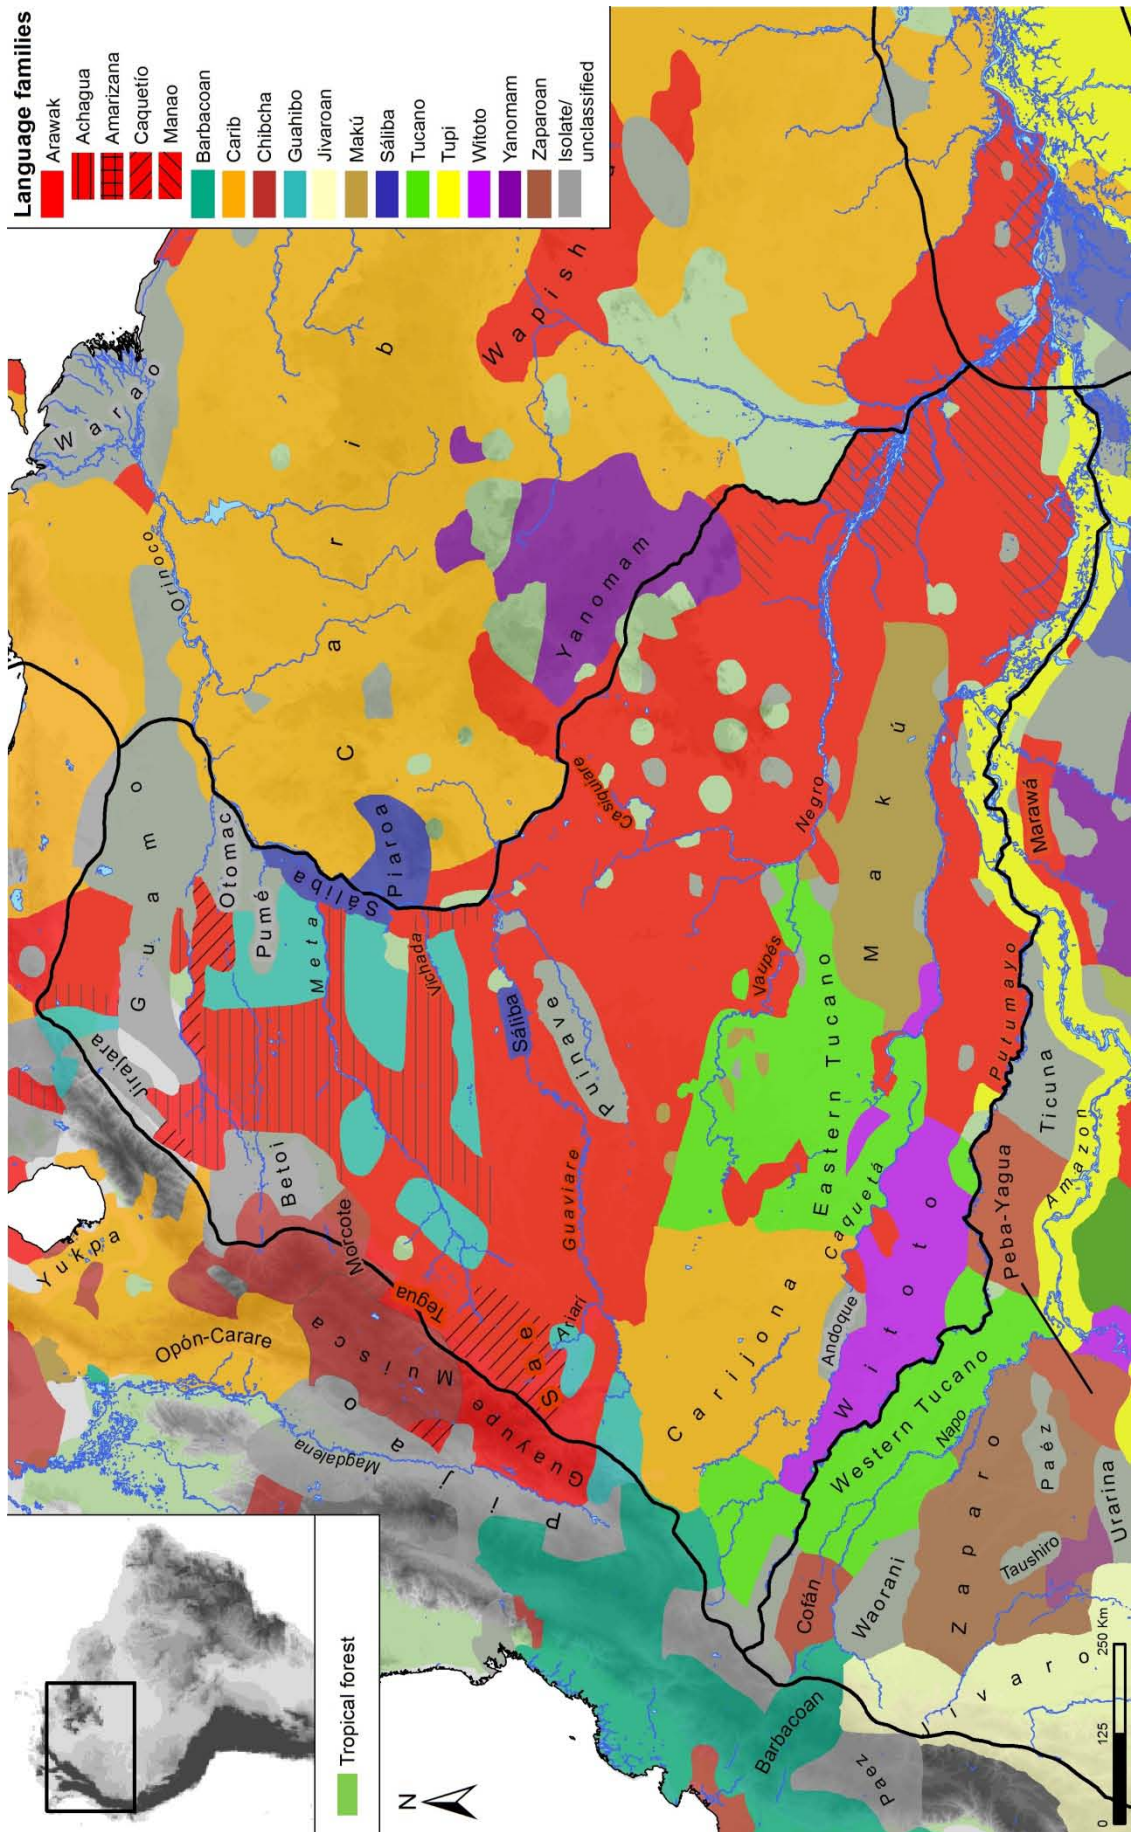 Language families
Arawak
Achagua
Amarizana
Caquetio
Manao
Barbacoan
Carib
Chibcha
Guahibo
Jivaroan
Makú
Sáliba
Tucano
Tupi
Witoto
Yanomam
Zaparoan
Isolate/
unclassified
Tropical forest
N
0
125
250 Km
Yukpa
Opón-Carare
Magdalena
Pijao
Muisca
Guayupe
Sae
Tegua
Morcote
Betoi
Jirajara
Guamo
Otomac
Pumé
Meta
Sáliba
Piaroa
Vichada
Sáliba
Puinave
Guaviare
Ariari
Orinoco
Warao
Carib
Wapish
Yanomam
Casiquiare
Negro
Vaupés
Eastern Tucano
Makú
Carijona
Caquetá
Andoque
Witoto
Western Tucano
Napo
Putumayo
Peba-Yagua
Ticuna
Amazon
Marawá
Cofán
Waorani
Zaparo
Paéz
Taushiro
Urarina
Jivaro
Barbacoan
Paez